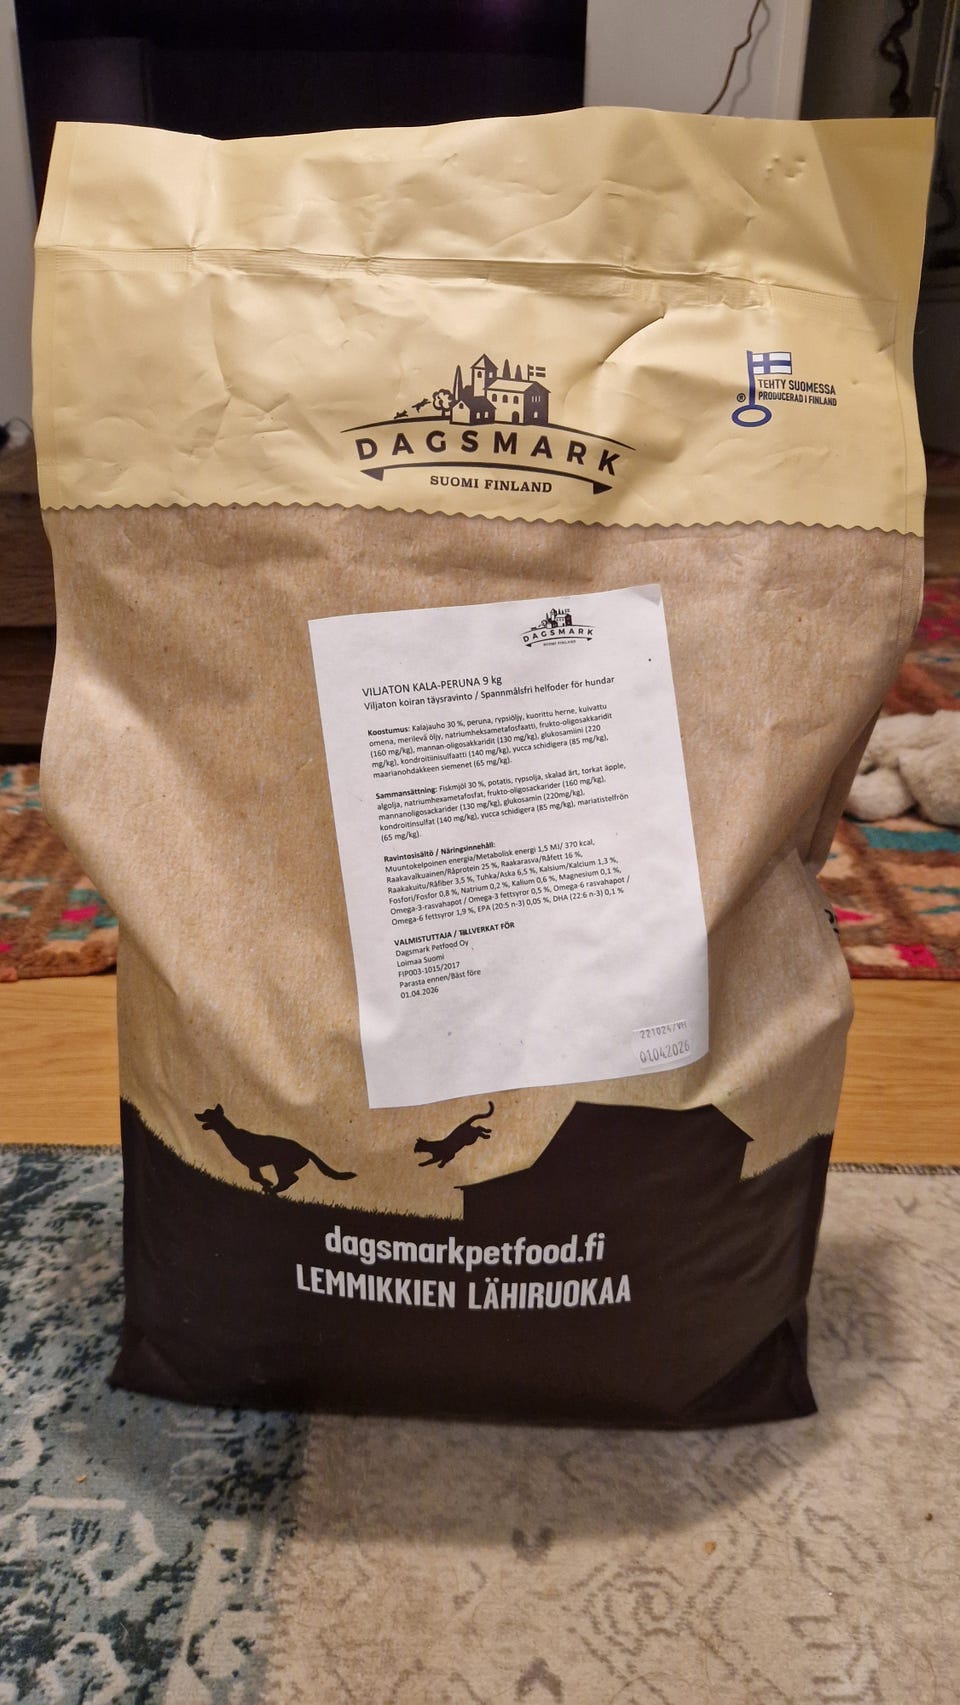 DAGSMARK
SUOMI FINLAND
®
TEHTY SUOMESSA
PRODUCERAD I FINLAND
DAGSMARK
SUOMI FINLAND
VILJATON KALA-PERUNA 9 kg
Viljaton koiran täysravinto / Spannmålsfri helfoder för hundar
Koostumus: Kalajauho 30 %, peruna, rypsiöljy, kuorittu herne, kuivattu
omena, merilevä öljy, natriumheksametafosfaatti, frukto-oligosakkaridit
(160 mg/kg), mannan-oligosakkaridit (130 mg/kg), glukosamiini (220
mg/kg), kondroitiinisulfaatti (140 mg/kg), yucca schidigera (85 mg/kg),
maarianohdakkeen siemenet (65 mg/kg).
Sammansättning: Fiskmjöl 30 %, potatis, rypsolja, skalad ärt, torkat äpple,
algolja, natriumhexametafosfat, frukto-oligosackarider (160 mg/kg),
mannanoligosackarider (130 mg/kg), glukosamin (220mg/kg),
kondroitinsulfat (140 mg/kg), yucca schidigera (85 mg/kg), mariatistelfrön
(65 mg/kg).
Ravintosisältö / Näringsinnehåll:
Muuntokelpoinen energia/Metabolisk energi 1,5 MJ/ 370 kcal,
Raakavalkuainen/Råprotein 25 %, Raakarasva/Råfett 16 %,
Raakakuitu/Råfiber 3,5 %, Tuhka/Aska 6,5 %, Kalsium/Kalcium 1,3 %,
Fosfori/Fosfor 0,8 %, Natrium 0,2 %, Kalium 0,6 %, Magnesium 0,1 %,
Omega-3-rasvahapot / Omega-3 fettsyror 0,5 %, Omega-6 rasvahapot /
Omega-6 fettsyror 1,9 %, EPA (20:5 n-3) 0,05 %, DHA (22:6 n-3) 0,1 %
VALMISTUTTAJA / TILLVERKAT FÖR
Dagsmark Petfood Oy
Loimaa Suomi
FIP003-1015/2017
Parasta ennen/Bäst före
01.04.2026
221024/VH
01.04.2026
dagsmarkpetfood.fi
LEMMIKKIEN LÄHIRUOKAA